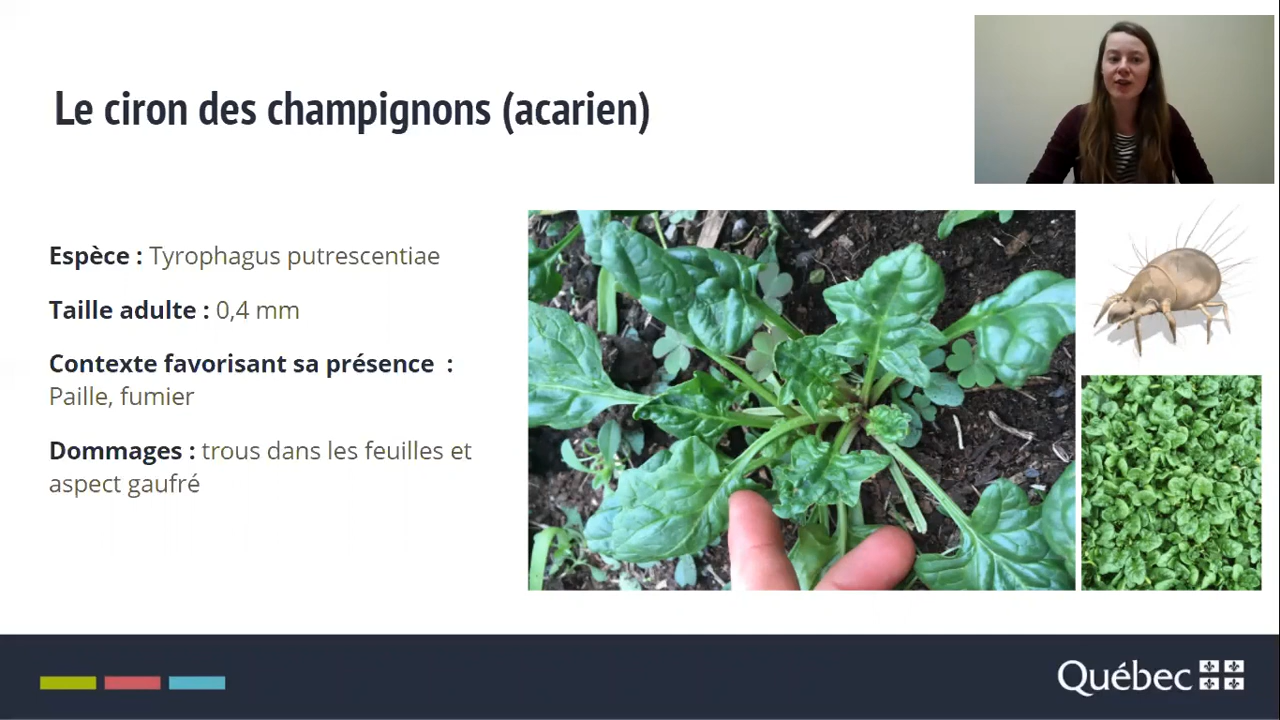 Le ciron des champignons (acarien)
Espèce : Tyrophagus putrescentiae
Taille adulte : 0,4 mm
Contexte favorisant sa présence  :
Paille, fumier
Dommages : trous dans les feuilles et
aspect gaufré
Québec